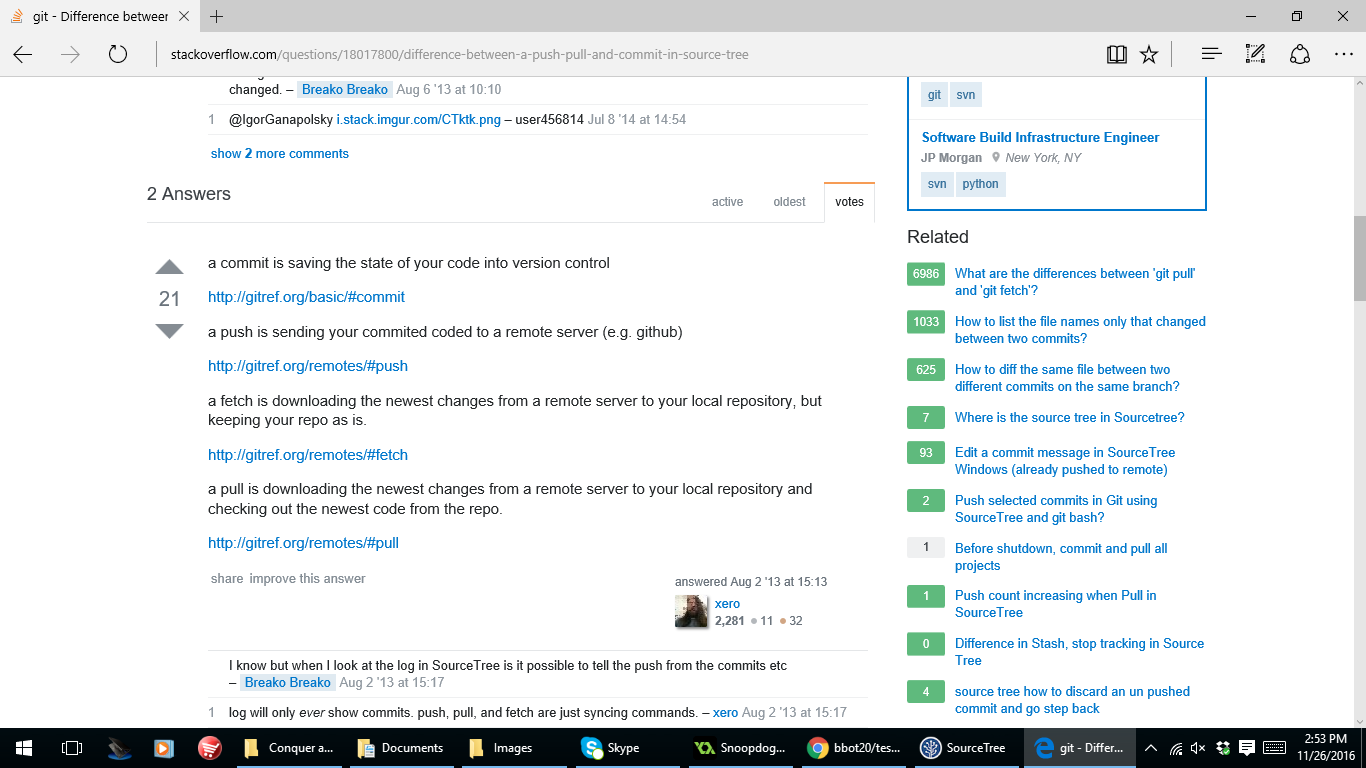 git - Difference betweer
stackoverflow.com/questions/18017800/difference-between-a-push-pull-and-commit-in-source-tree
changed. – Breako Breako Aug 6 '13 at 10:10
1 @IgorGanapolsky i.stack.imgur.com/CTktk.png – user456814 Jul 8 '14 at 14:54
show 2 more comments
2 Answers
active oldest votes
a commit is saving the state of your code into version control
21
http://gitref.org/basic/#commit
a push is sending your commited coded to a remote server (e.g. github)
http://gitref.org/remotes/#push
a fetch is downloading the newest changes from a remote server to your local repository, but
keeping your repo as is.
http://gitref.org/remotes/#fetch
a pull is downloading the newest changes from a remote server to your local repository and
checking out the newest code from the repo.
http://gitref.org/remotes/#pull
share improve this answer
answered Aug 2 '13 at 15:13
xero
2,281 11 32
I know but when I look at the log in SourceTree is it possible to tell the push from the commits etc
– Breako Breako Aug 2 '13 at 15:17
1 log will only ever show commits. push, pull, and fetch are just syncing commands. – xero Aug 2 '13 at 15:17
git svn
Software Build Infrastructure Engineer
JP Morgan New York, NY
svn python
Related
6986 What are the differences between 'git pull'
and 'git fetch'?
1033 How to list the file names only that changed
between two commits?
625 How to diff the same file between two
different commits on the same branch?
7 Where is the source tree in Sourcetree?
93 Edit a commit message in SourceTree
Windows (already pushed to remote)
2 Push selected commits in Git using
SourceTree and git bash?
1 Before shutdown, commit and pull all
projects
1 Push count increasing when Pull in
SourceTree
0 Difference in Stash, stop tracking in Source
Tree
4 source tree how to discard an un pushed
commit and go step back
Conquer a... Documents Images Skype Snoopdog... bbot20/tes... SourceTree git - Differ...
2:53 PM
11/26/2016